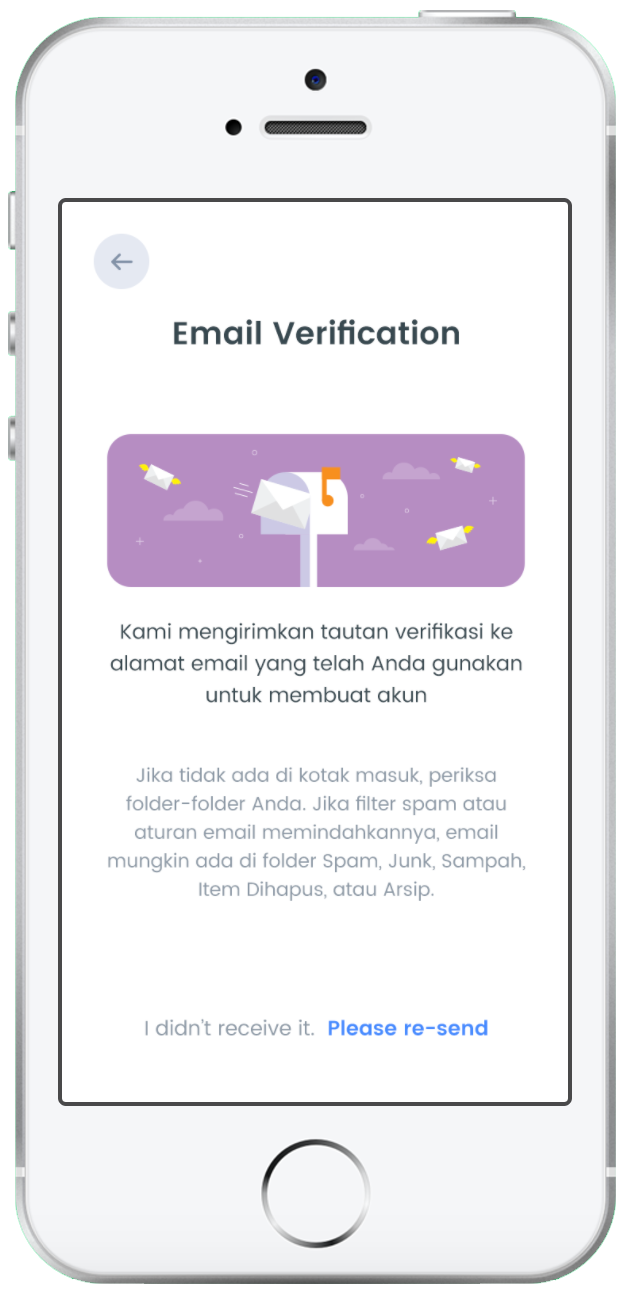 Email Verification
Kami mengirimkan tautan verifikasi ke
alamat email yang telah Anda gunakan
untuk membuat akun
Jika tidak ada di kotak masuk, periksa
folder-folder Anda. Jika filter spam atau
aturan email memindahkannya, email
mungkin ada di folder Spam, Junk, Sampah,
Item Dihapus, atau Arsip.
I didn't receive it. Please re-send